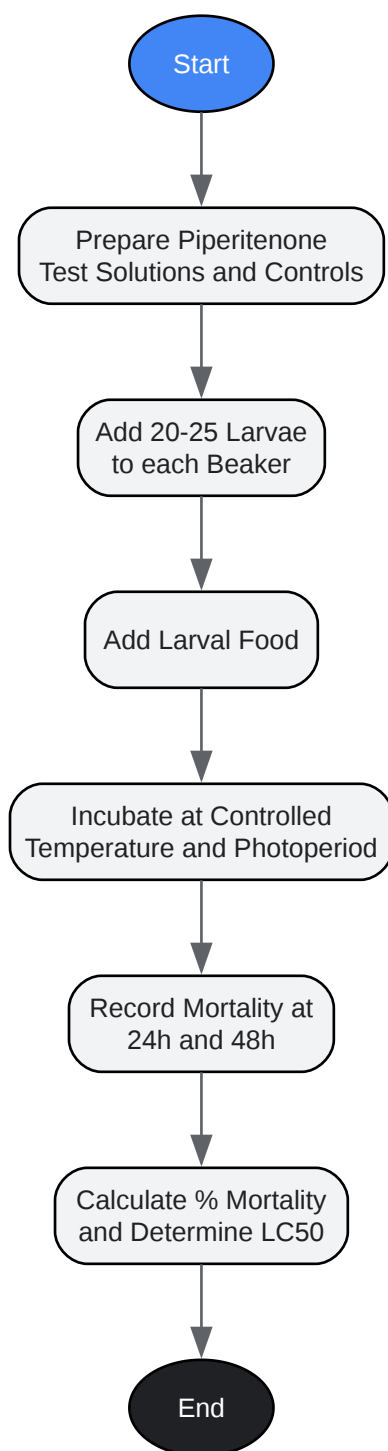 Start
Prepare Piperitenone
Test Solutions and Controls
Add 20-25 Larvae
to each Beaker
Add Larval Food
Incubate at Controlled
Temperature and Photoperiod
Record Mortality at
24h and 48h
Calculate % Mortality
and Determine LC50
End